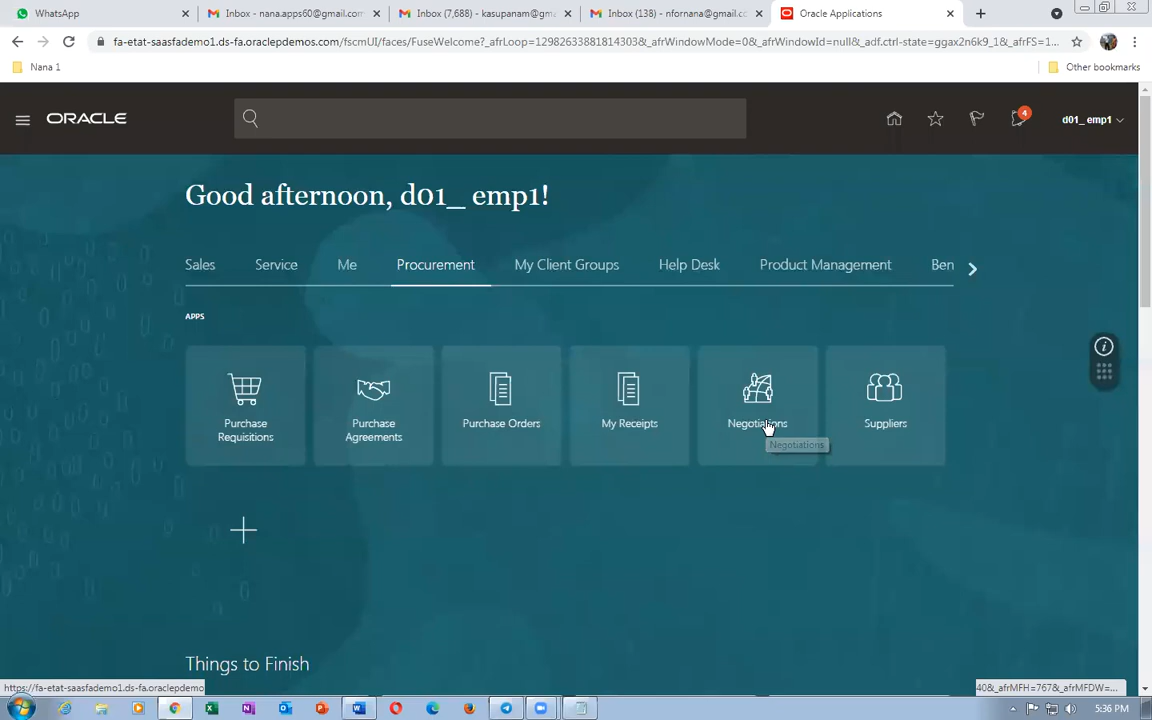 WhatsApp
Inbox - nana.apps60@gmail.com
Inbox (7,688) - kasupanam@gma
Inbox (138) - nfornana@gmail.cc
Oracle Applications
fa-etat-saasfademo1.ds-fa.oraclepdemos.com/fscmUI/faces/FuseWelcome?_afrLoop=12982633881814303&_afrWindowMode=0&_afrWindowId=null&_adf.ctrl-state=ggax2n6k9_1&_afrFS=1...
Nana 1
Other bookmarks
ORACLE
4
d01_ emp1
Good afternoon, d01_ emp1!
Sales
Service
Me
Procurement
My Client Groups
Help Desk
Product Management
Ben
APPS
Purchase
Requisitions
Purchase
Agreements
Purchase Orders
My Receipts
Negotiations
Suppliers
Negotiations
Things to Finish
https://fa-etat-saasfademo1.ds-fa.oraclepdemo
40&_afrMFH=767&_afrMFDW=...
5:36 PM